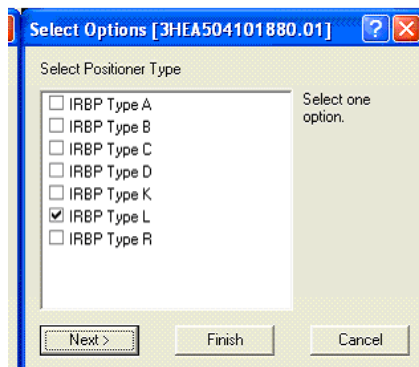 Select Options [3HEA504101880.01]
Select Positioner Type
IRBP Type A
IRBP Type B
IRBP Type C
IRBP Type D
IRBP Type K
IRBP Type L
IRBP Type R
Select one
option.
Next >
Finish
Cancel